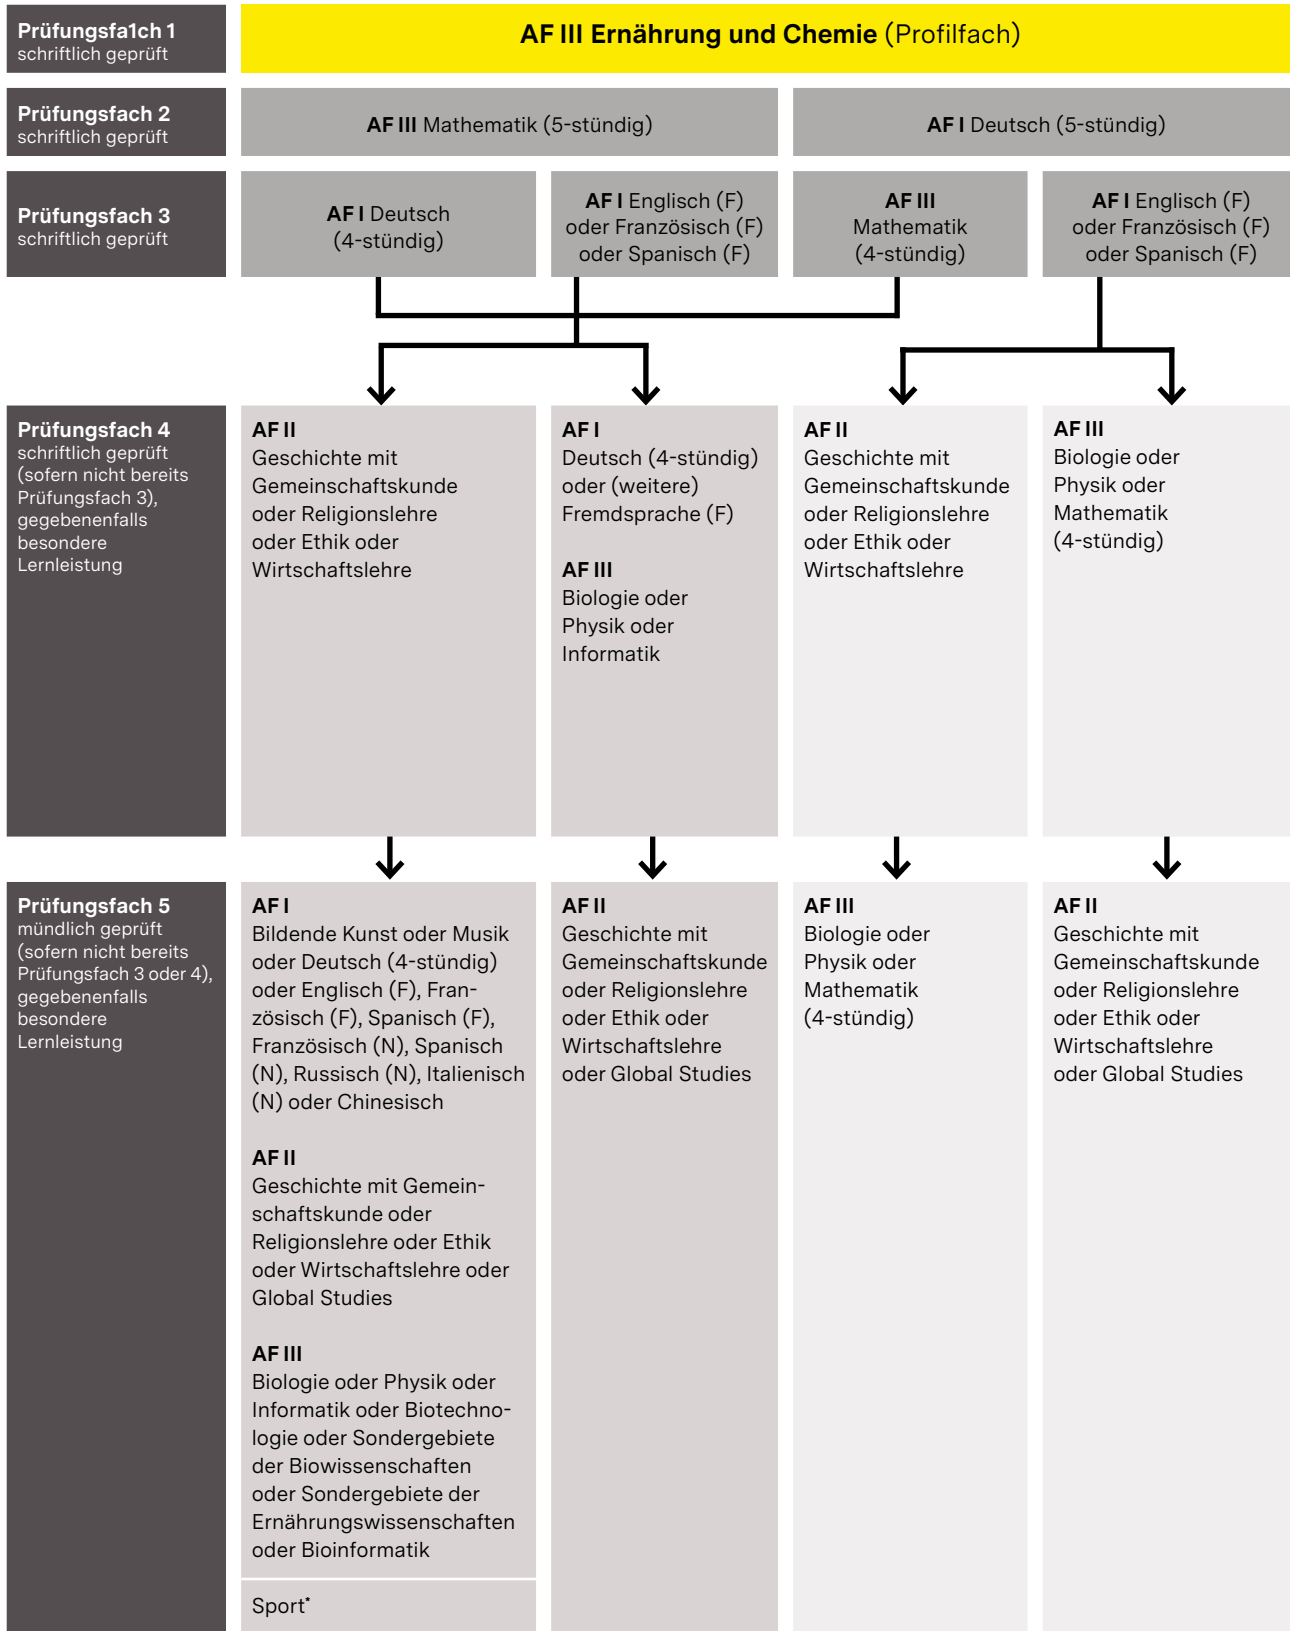 Prüfungsfa1ch 1
schriftlich geprüft
AF III Ernährung und Chemie (Profilfach)
Prüfungsfach 2
schriftlich geprüft
AF III Mathematik (5-stündig)
AF I Deutsch (5-stündig)
Prüfungsfach 3
schriftlich geprüft
AF I Deutsch
(4-stündig)
AF I Englisch (F)
oder Französisch (F)
oder Spanisch (F)
AF III
Mathematik
(4-stündig)
AF I Englisch (F)
oder Französisch (F)
oder Spanisch (F)
Prüfungsfach 4
schriftlich geprüft
(sofern nicht bereits
Prüfungsfach 3),
gegebenenfalls
besondere
Lernleistung
AF II
Geschichte mit
Gemeinschaftskunde
oder Religionslehre
oder Ethik oder
Wirtschaftslehre
AF I
Deutsch (4-stündig)
oder (weitere)
Fremdsprache (F)
AF III
Biologie oder
Physik oder
Informatik
AF II
Geschichte mit
Gemeinschaftskunde
oder Religionslehre
oder Ethik oder
Wirtschaftslehre
AF III
Biologie oder
Physik oder
Mathematik
(4-stündig)
Prüfungsfach 5
mündlich geprüft
(sofern nicht bereits
Prüfungsfach 3 oder 4),
gegebenenfalls
besondere
Lernleistung
AF I
Bildende Kunst oder Musik
oder Deutsch (4-stündig)
oder Englisch (F), Fran-
zösisch (F), Spanisch (F),
Französisch (N), Spanisch
(N), Russisch (N), Italienisch
(N) oder Chinesisch
AF II
Geschichte mit Gemein-
schaftskunde oder
Religionslehre oder Ethik
oder Wirtschaftslehre oder
Global Studies
AF III
Biologie oder Physik oder
Informatik oder Biotechno-
logie oder Sondergebiete
der Biowissenschaften
oder Sondergebiete der
Ernährungswissenschaften
oder Bioinformatik
Sport*
AF II
Geschichte mit
Gemeinschaftskunde
oder Religionslehre
oder Ethik oder
Wirtschaftslehre
oder Global Studies
AF III
Biologie oder
Physik oder
Mathematik
(4-stündig)
AF II
Geschichte mit
Gemeinschaftskunde
oder Religionslehre
oder Ethik oder
Wirtschaftslehre
oder Global Studies